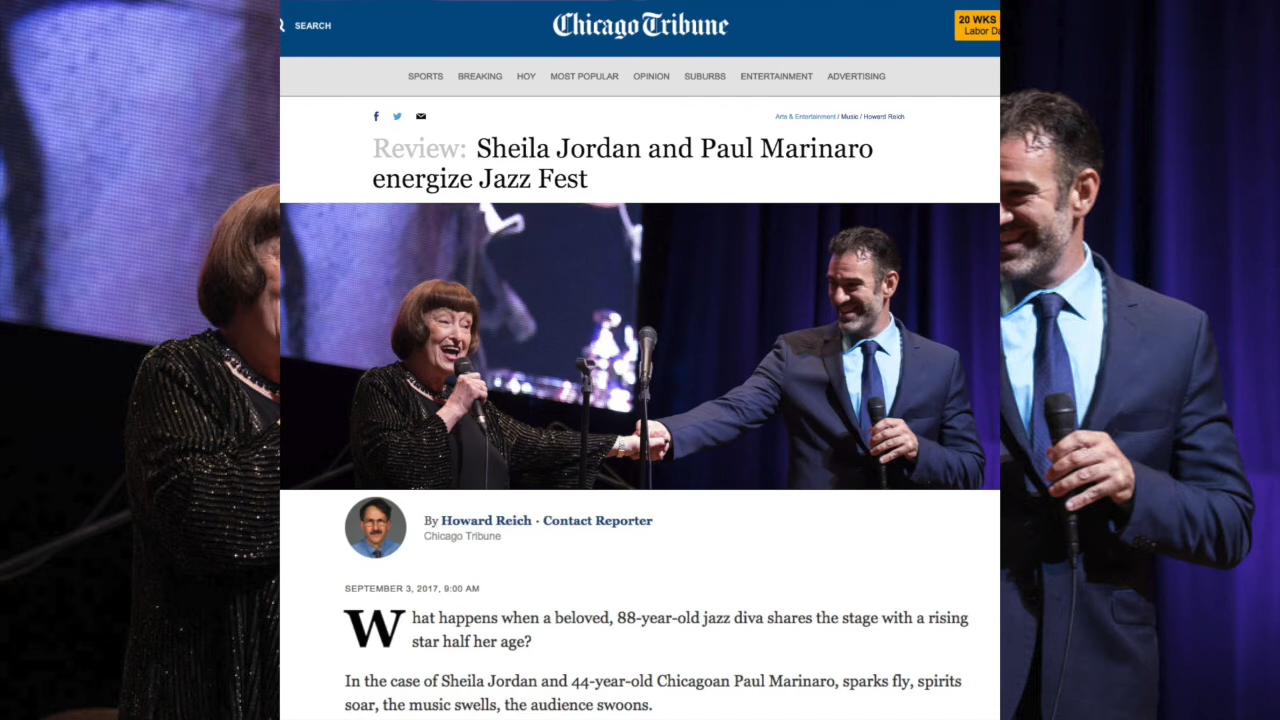 SEARCH
Chicago Tribune
20 WKS
Labor Da
SPORTS BREAKING HOY MOST POPULAR OPINION SUBURBS ENTERTAINMENT ADVERTISING
Arts & Entertainment / Music / Howard Reich
Review: Sheila Jordan and Paul Marinaro
energize Jazz Fest
By Howard Reich · Contact Reporter
Chicago Tribune
SEPTEMBER 3, 2017, 9:00 AM
What happens when a beloved, 88-year-old jazz diva shares the stage with a rising
star half her age?
In the case of Sheila Jordan and 44-year-old Chicagoan Paul Marinaro, sparks fly, spirits
soar, the music swells, the audience swoons.